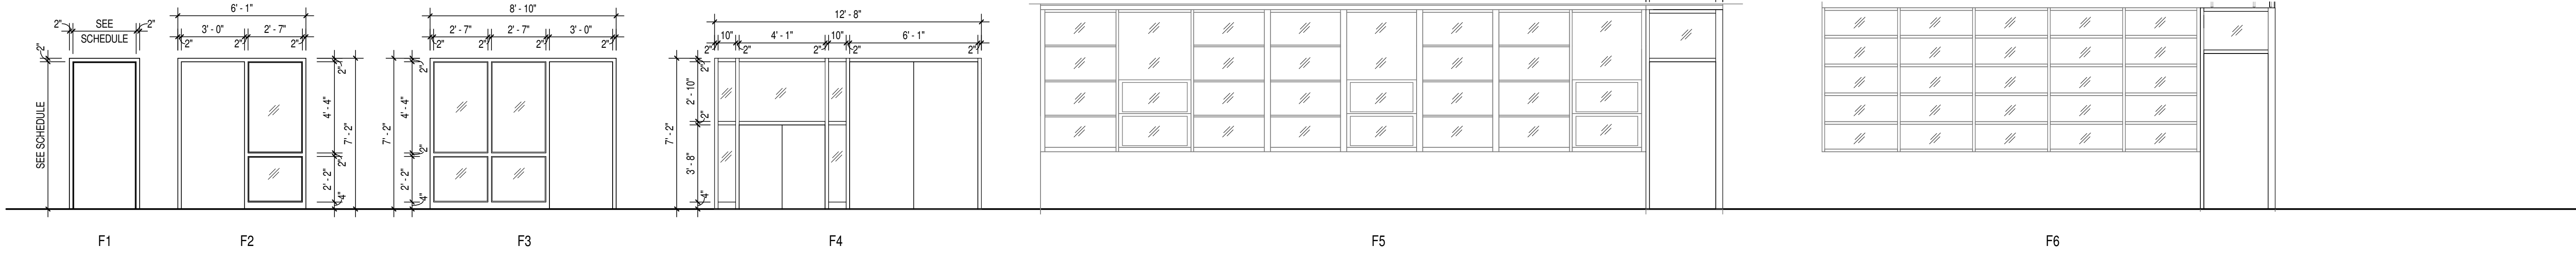 2" SEE SCHEDULE 2"
2"
SEE SCHEDULE
F1
6' - 1"
3' - 0" 2' - 7"
2" 2" 2"
2"
4' - 4"
2"
2' - 2"
4"
7' - 2"
F2
8' - 10"
2' - 7" 2' - 7" 3' - 0"
2" 2" 2" 2"
2"
4' - 4"
2"
2' - 2"
4"
7' - 2"
F3
12' - 8"
10" 4' - 1" 10" 6' - 1"
2" 2" 2" 2" 2"
2"
2' - 10"
2"
3' - 8"
4"
7' - 2"
F4
F5
F6